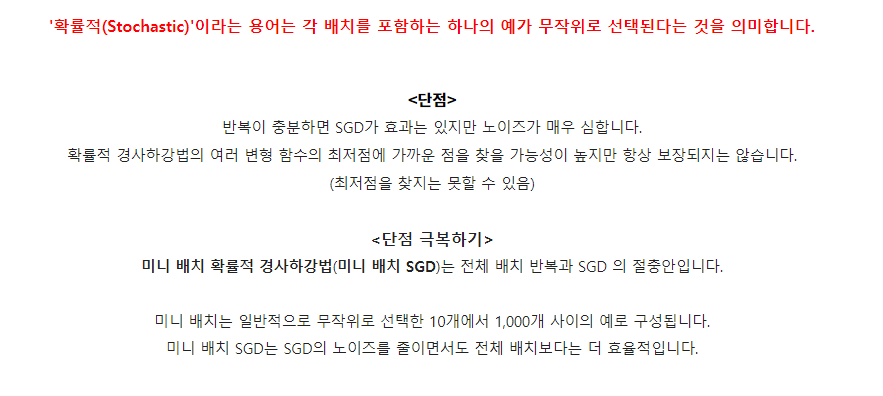 '확률적(Stochastic)'이라는 용어는 각 배치를 포함하는 하나의 예가 무작위로 선택된다는 것을 의미합니다.
<단점>
반복이 충분하면 SGD가 효과는 있지만 노이즈가 매우 심합니다.
확률적 경사하강법의 여러 변형 함수의 최저점에 가까운 점을 찾을 가능성이 높지만 항상 보장되지는 않습니다.
(최저점을 찾지는 못할 수 있음)
<단점 극복하기>
미니 배치 확률적 경사하강법(미니 배치 SGD)는 전체 배치 반복과 SGD 의 절충안입니다.
미니 배치는 일반적으로 무작위로 선택한 10개에서 1,000개 사이의 예로 구성됩니다.
미니 배치 SGD는 SGD의 노이즈를 줄이면서도 전체 배치보다는 더 효율적입니다.